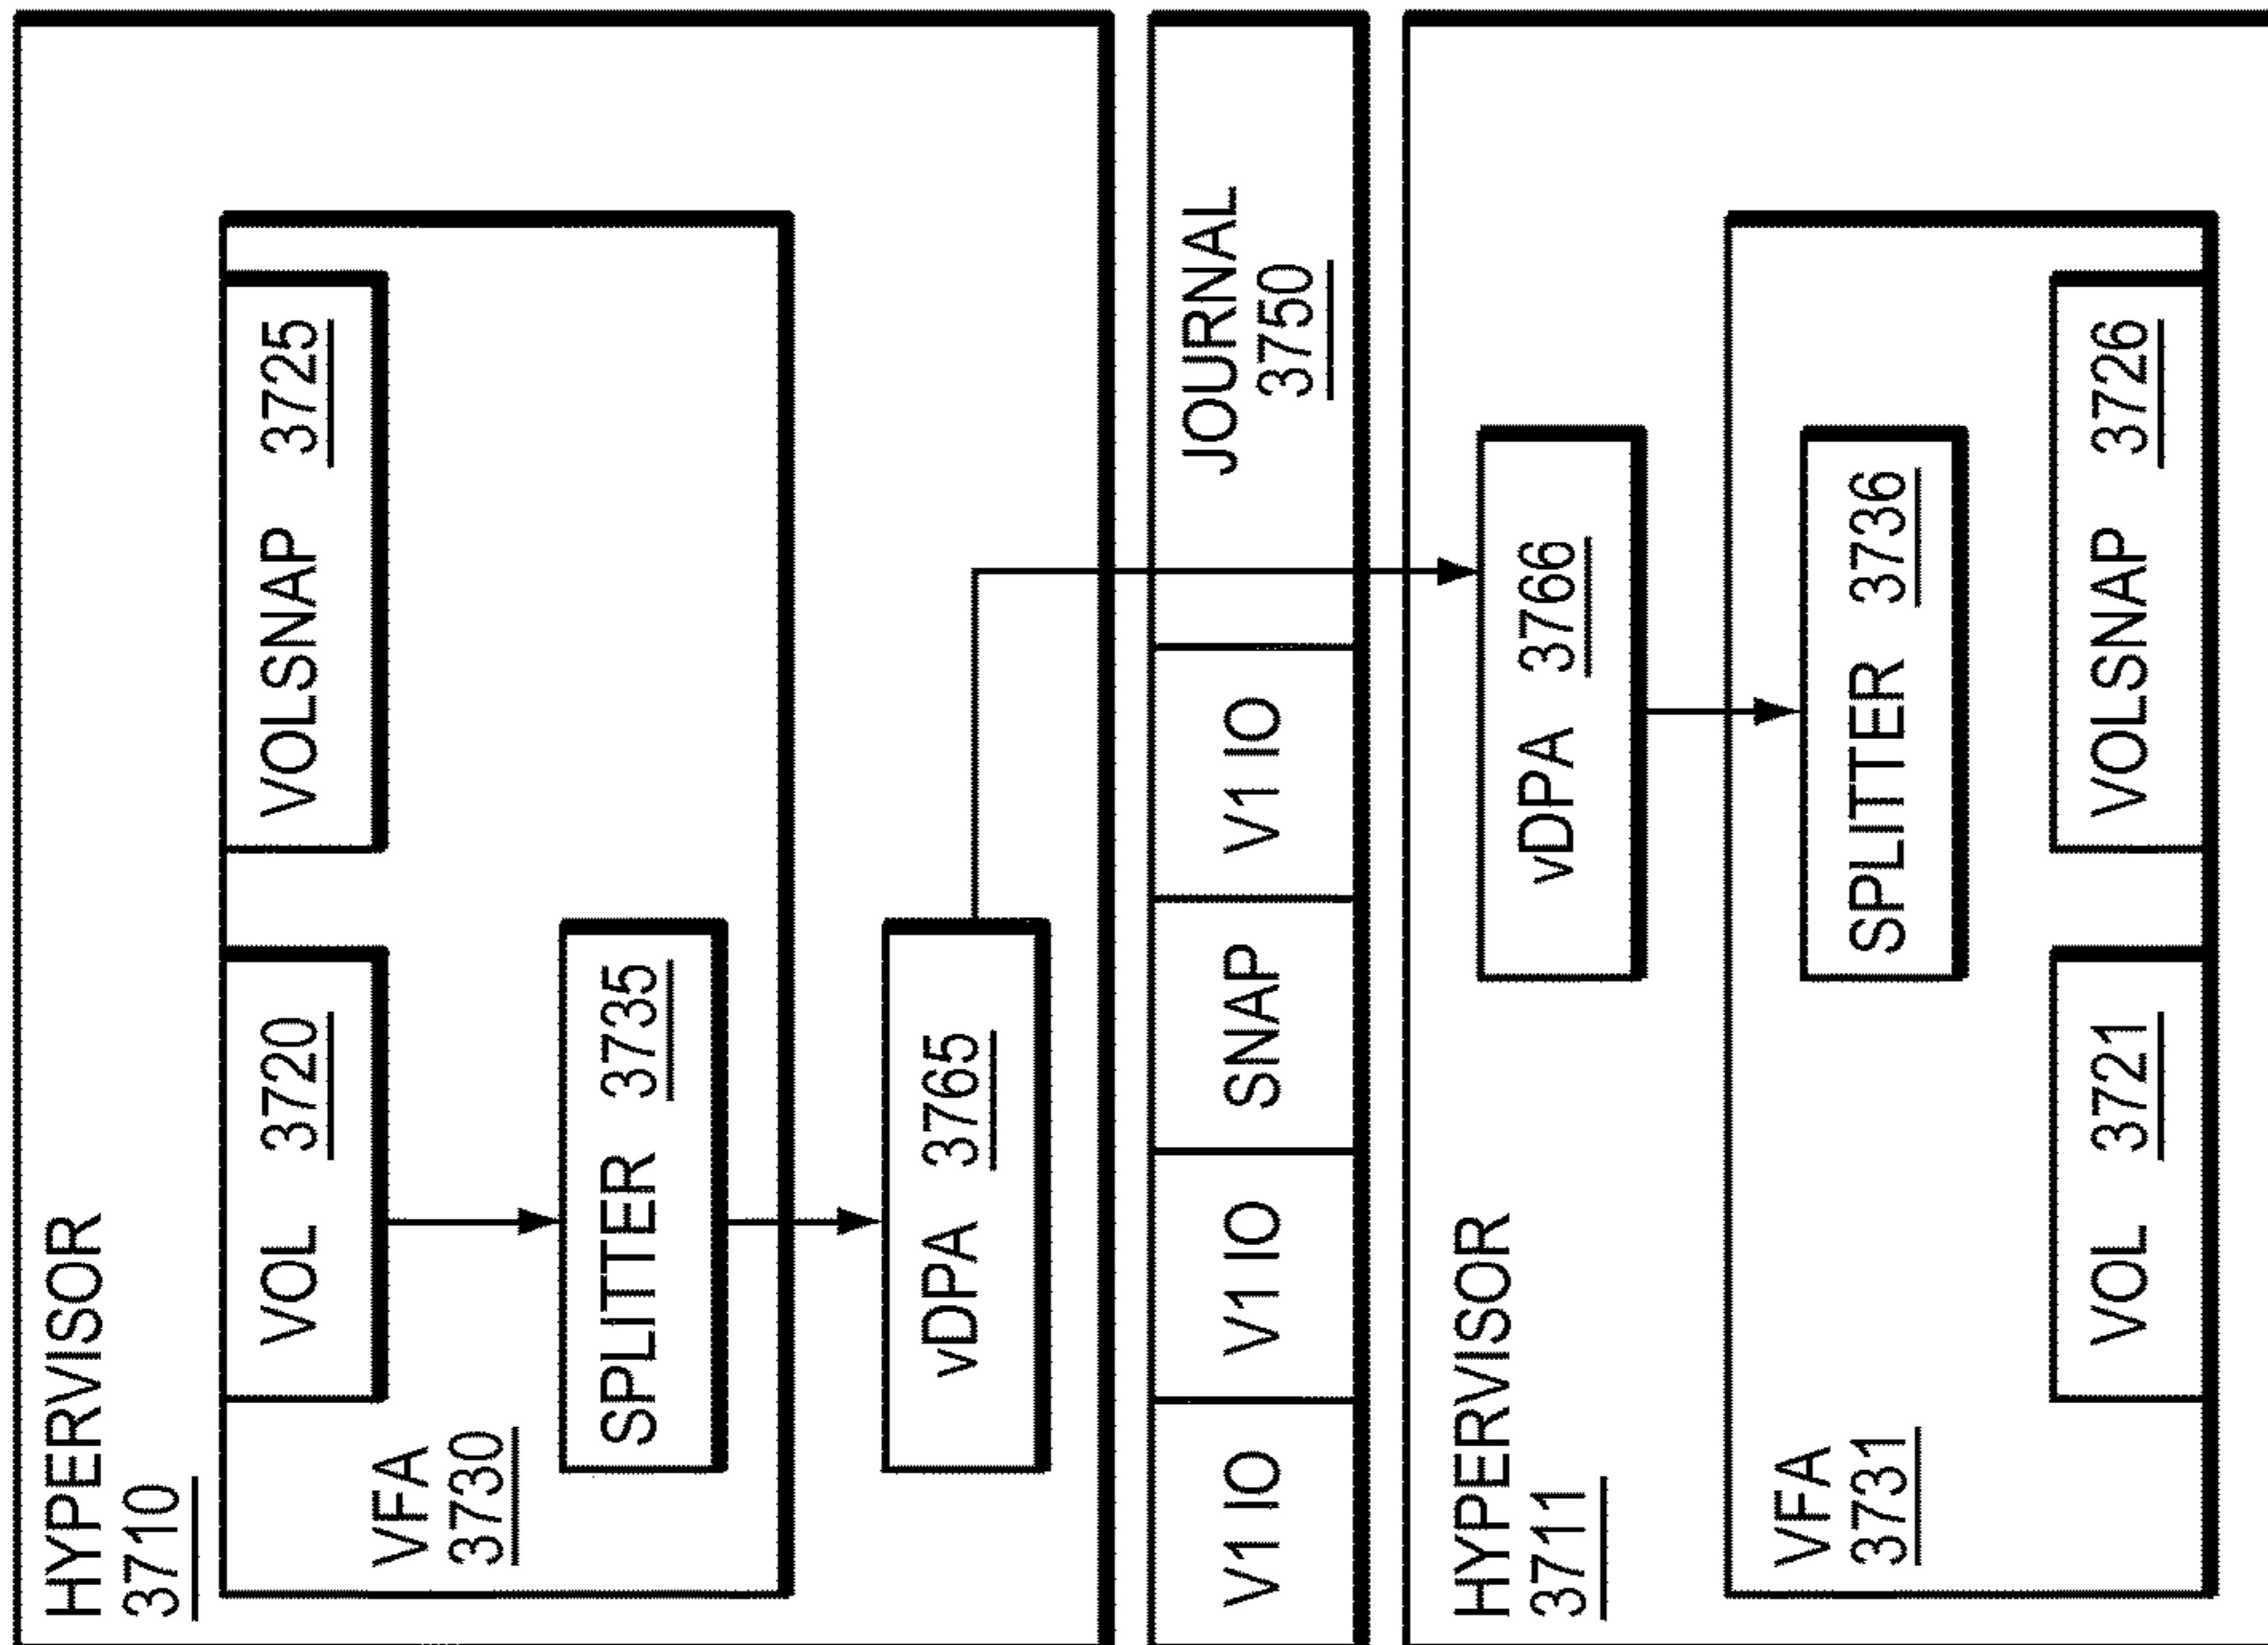 HYPERVISOR
3710
VOL 3720
VOLSNAP 3725
VFA
3730
SPLITTER 3735
vDPA 3765
V1 IO
V1 IO
SNAP
V1 IO
JOURNAL
3750
HYPERVISOR
3711
vDPA 3766
VFA
3731
SPLITTER 3736
VOL 3721
VOLSNAP 3726